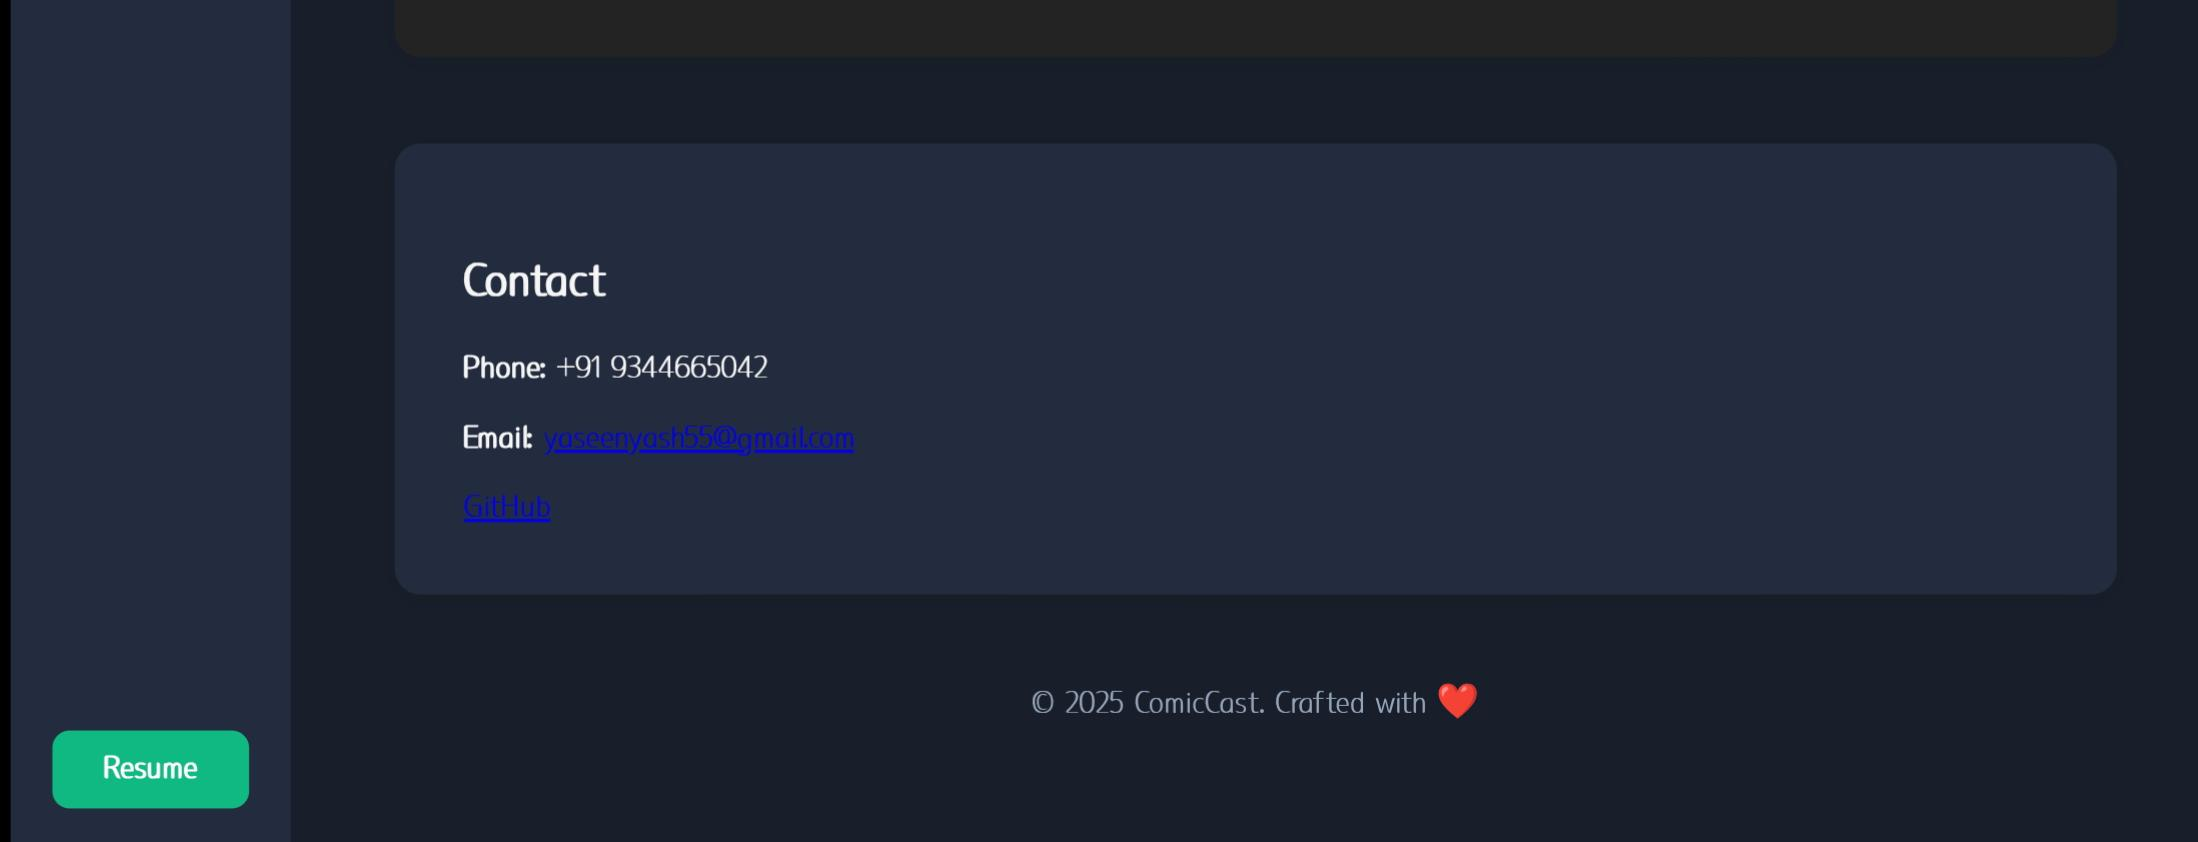 Contact
Phone: +91 9344665042
Email: yaseenyash55@gmail.com
GitHub
© 2025 ComicCast. Crafted with ❤️
Resume